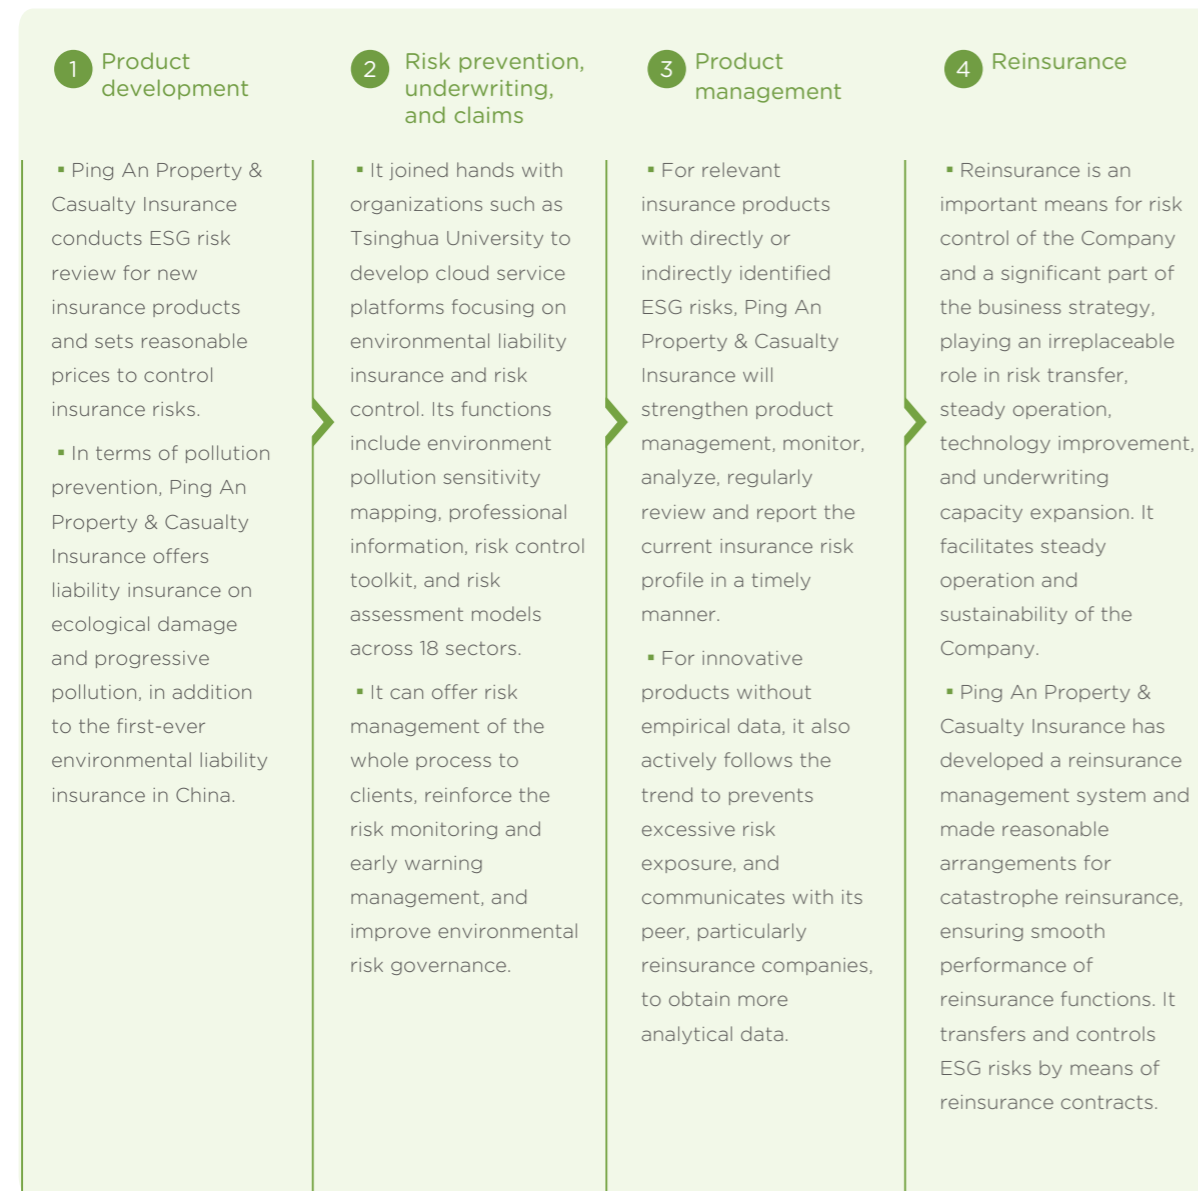 1 Product
development
▪ Ping An Property &
Casualty Insurance
conducts ESG risk
review for new
insurance products
and sets reasonable
prices to control
insurance risks.
▪ In terms of pollution
prevention, Ping An
Property & Casualty
Insurance offers
liability insurance on
ecological damage
and progressive
pollution, in addition
to the first-ever
environmental liability
insurance in China.
2 Risk prevention,
underwriting,
and claims
▪ It joined hands with
organizations such as
Tsinghua University to
develop cloud service
platforms focusing on
environmental liability
insurance and risk
control. Its functions
include environment
pollution sensitivity
mapping, professional
information, risk control
toolkit, and risk
assessment models
across 18 sectors.
▪ It can offer risk
management of the
whole process to
clients, reinforce the
risk monitoring and
early warning
management, and
improve environmental
risk governance.
3 Product
management
▪ For relevant
insurance products
with directly or
indirectly identified
ESG risks, Ping An
Property & Casualty
Insurance will
strengthen product
management, monitor,
analyze, regularly
review and report the
current insurance risk
profile in a timely
manner.
▪ For innovative
products without
empirical data, it also
actively follows the
trend to prevents
excessive risk
exposure, and
communicates with its
peer, particularly
reinsurance companies,
to obtain more
analytical data.
4 Reinsurance
▪ Reinsurance is an
important means for risk
control of the Company
and a significant part of
the business strategy,
playing an irreplaceable
role in risk transfer,
steady operation,
technology improvement,
and underwriting
capacity expansion. It
facilitates steady
operation and
sustainability of the
Company.
▪ Ping An Property &
Casualty Insurance has
developed a reinsurance
management system and
made reasonable
arrangements for
catastrophe reinsurance,
ensuring smooth
performance of
reinsurance functions. It
transfers and controls
ESG risks by means of
reinsurance contracts.